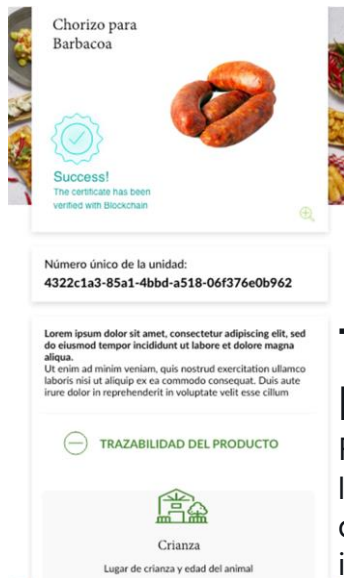 Chorizo para
Barbacoa
Success!
The certificate has been
verified with Blockchain
Número único de la unidad:
4322c1a3-85a1-4bbd-a518-06f376e0b962
Lorem ipsum dolor sit amet, consectetur adipiscing elit, sed
do eiusmod tempor incididunt ut labore et dolore magna
aliqua.
Ut enim ad minim veniam, quis nostrud exercitation ullamco
laboris nisi ut aliquip ex ea commodo consequat. Duis aute
irure dolor in reprehenderit in voluptate velit esse cillum
TRAZABILIDAD DEL PRODUCTO
Crianza
Lugar de crianza y edad del animal